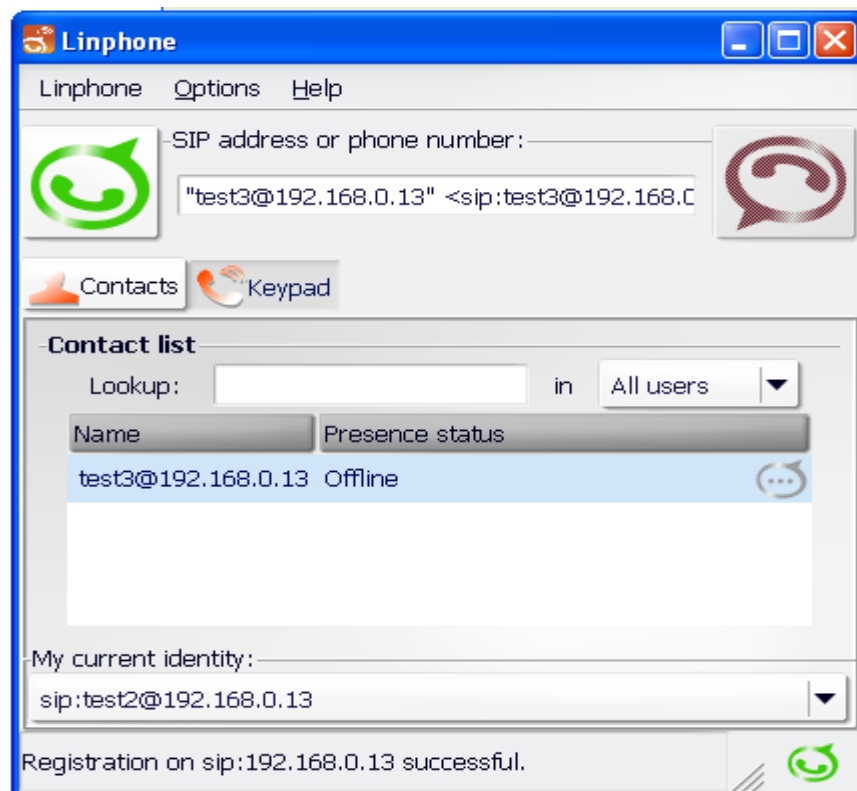 Linphone
Linphone Options Help
SIP address or phone number:
"test3@192.168.0.13" <sip:test3@192.168.0
Contacts Keypad
Contact list
Lookup: in All users
Name Presence status
test3@192.168.0.13 Offline
My current identity:
sip:test2@192.168.0.13
Registration on sip:192.168.0.13 successful.